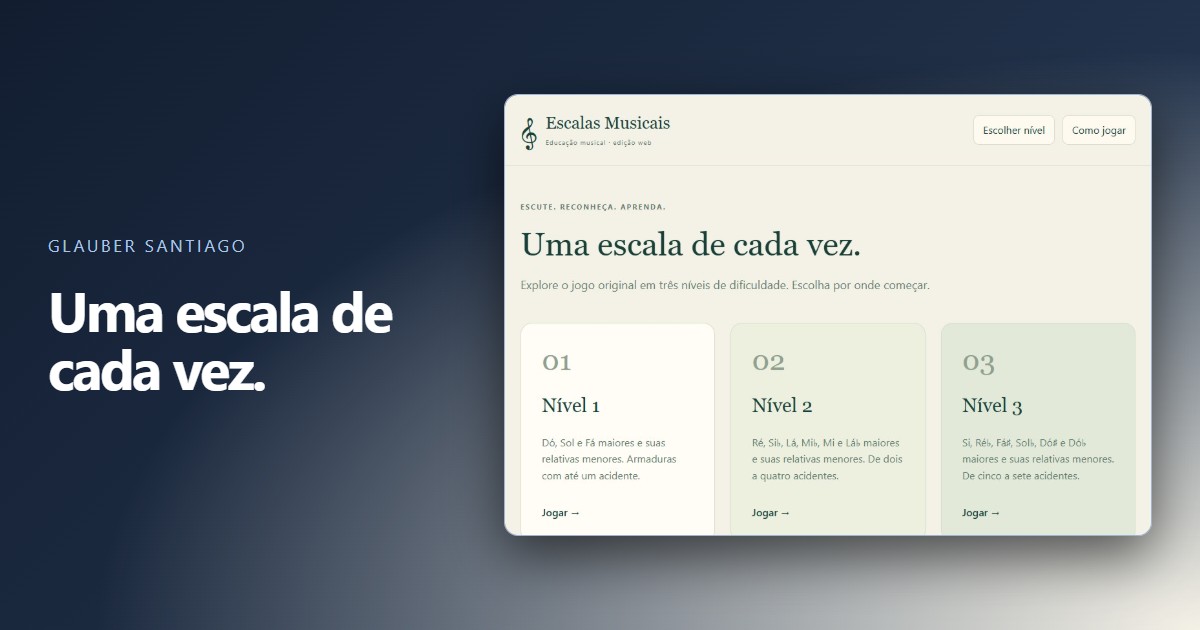 GLAUBER SANTIAGO
Uma escala de
cada vez.
Escalas Musicais
Educação musical · edição web
Escolher nível
Como jogar
ESCUTE. RECONHEÇA. APRENDA.
Uma escala de cada vez.
Explore o jogo original em três níveis de dificuldade. Escolha por onde começar.
01
Nível 1
Dó, Sol e Fá maiores e suas
relativas menores. Armaduras
com até um acidente.
Jogar →
02
Nível 2
Ré, Si♭, Lá, Mi♭, Mi e Lá♭ maiores
e suas relativas menores. De dois
a quatro acidentes.
Jogar →
03
Nível 3
Si, Ré♭, Fá#, Sol♭, Dó# e Dó♭
maiores e suas relativas menores.
De cinco a sete acidentes.
Jogar →